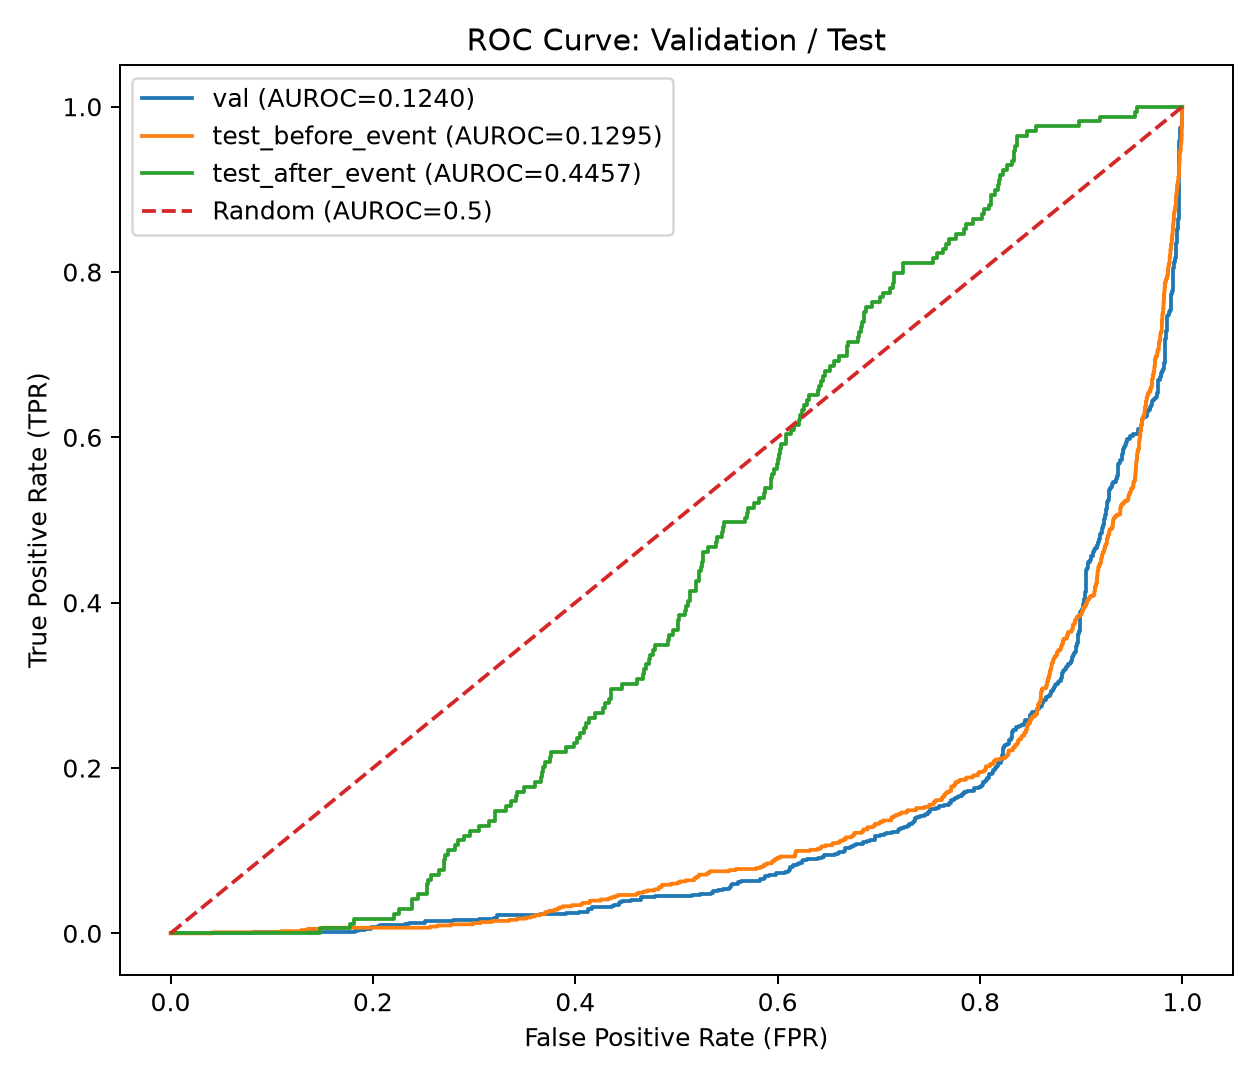 ROC Curve: Validation / Test
val (AUROC=0.1240)
test_before_event (AUROC=0.1295)
test_after_event (AUROC=0.4457)
Random (AUROC=0.5)
1.0
0.8
0.6
0.4
0.2
0.0
True Positive Rate (TPR)
0.0 0.2 0.4 0.6 0.8 1.0
False Positive Rate (FPR)